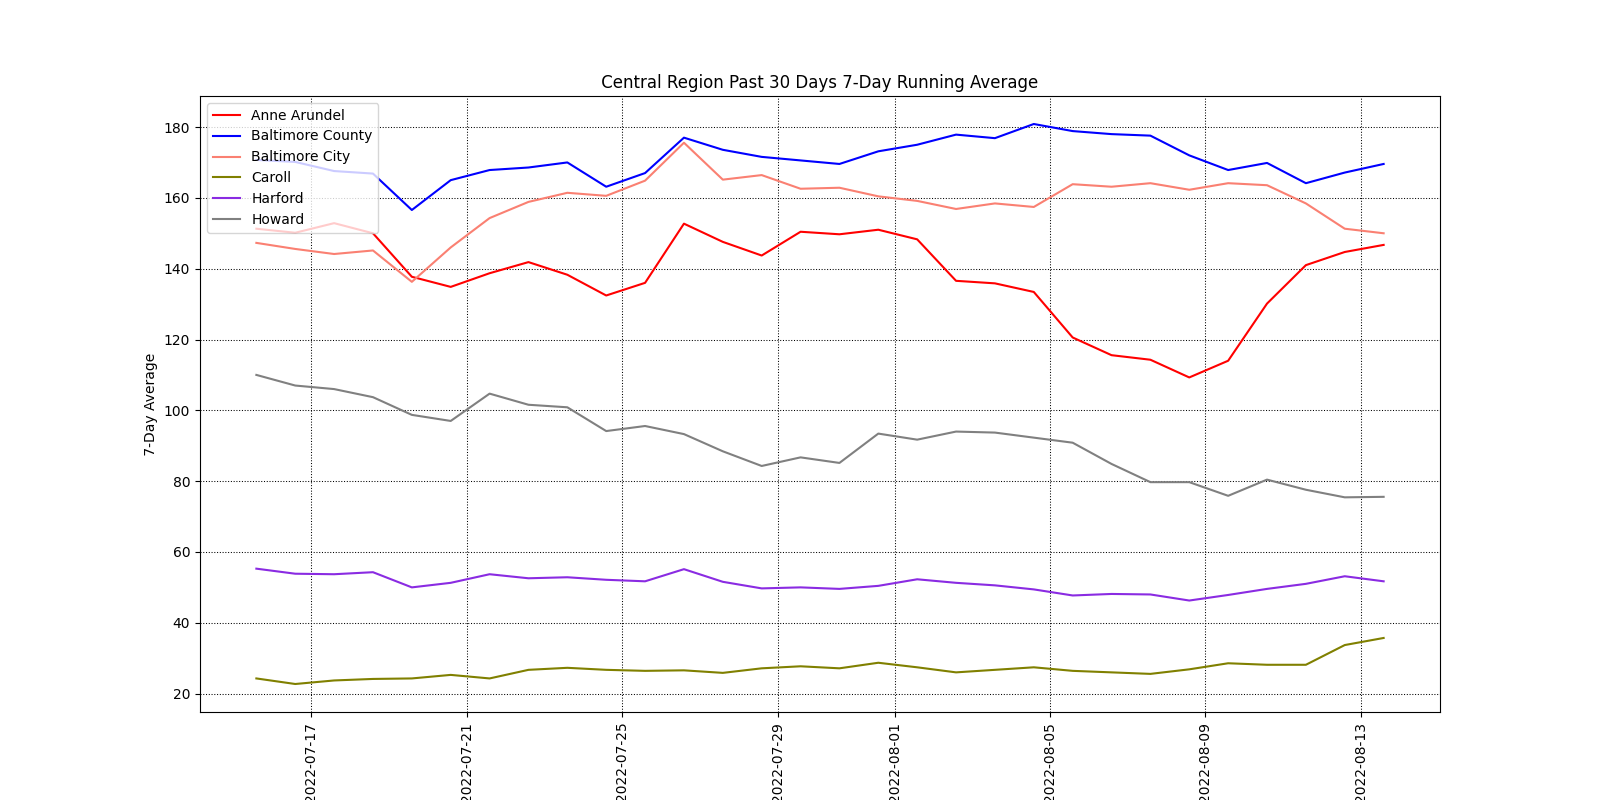 Central Region Past 30 Days 7-Day Running Average
Anne Arundel
Baltimore County
Baltimore City
Caroll
Harford
Howard
7-Day Average
180
160
140
120
100
80
60
40
20
2022-07-17
2022-07-21
2022-07-25
2022-07-29
2022-08-01
2022-08-05
2022-08-09
2022-08-13